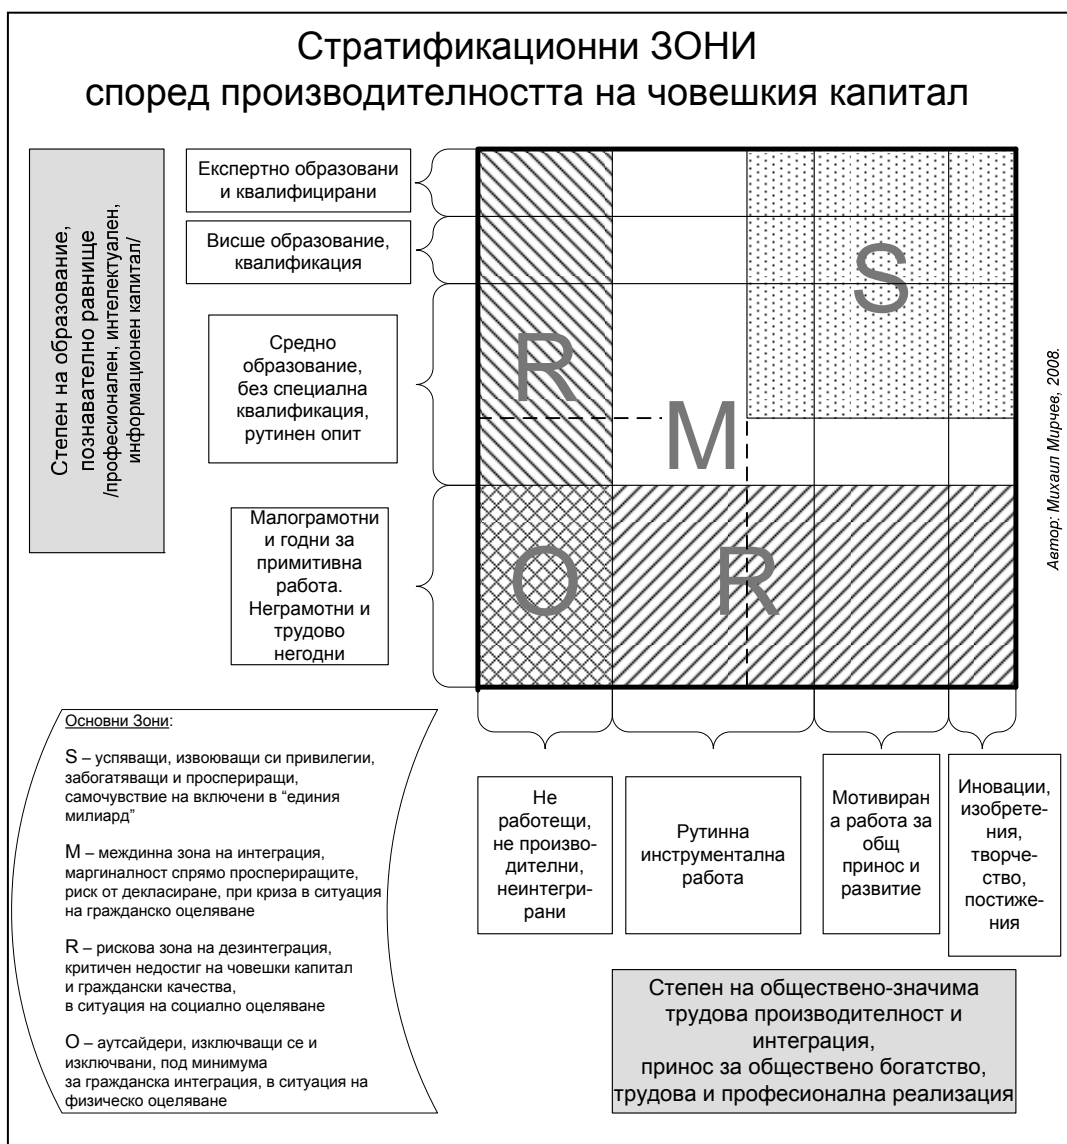 Стратификационни ЗОНИ
според производителността на човешкия капитал
Степен на образование,
познавателно равнище
/професионален, интелектуален,
информационен капитал/
Експертно образовани
и квалифицирани
Висше образование,
квалификация
Средно
образование,
без специална
квалификация,
рутинен опит
Малограмотни
и годни за
примитивна
работа.
Неграмотни и
трудово
негодни
R
S
M
O
R
Автор: Михаил Мирчев, 2008.
Основни Зони:
S – успяващи, извоюващи си привилегии,
забогатяващи и проспериращи,
самочувствие на включени в “единия
милиард”
M – междинна зона на интеграция,
маргиналност спрямо проспериращите,
риск от декласиране, при криза в ситуация
на гражданско оцеляване
R – рискова зона на дезинтеграция,
критичен недостиг на човешки капитал
и граждански качества,
в ситуация на социално оцеляване
O – аутсайдери, изключващи се и
изключвани, под минимума
за гражданска интеграция, в ситуация на
физическо оцеляване
Не
работещи,
не произво-
дителни,
неинтегри-
рани
Рутинна
инструментална
работа
Мотивиран
а работа за
общ
принос и
развитие
Иновации,
изобрете-
ния,
творче-
ство,
постиже-
ния
Степен на обществено-значима
трудова производителност и
интеграция,
принос за обществено богатство,
трудова и професионална реализация